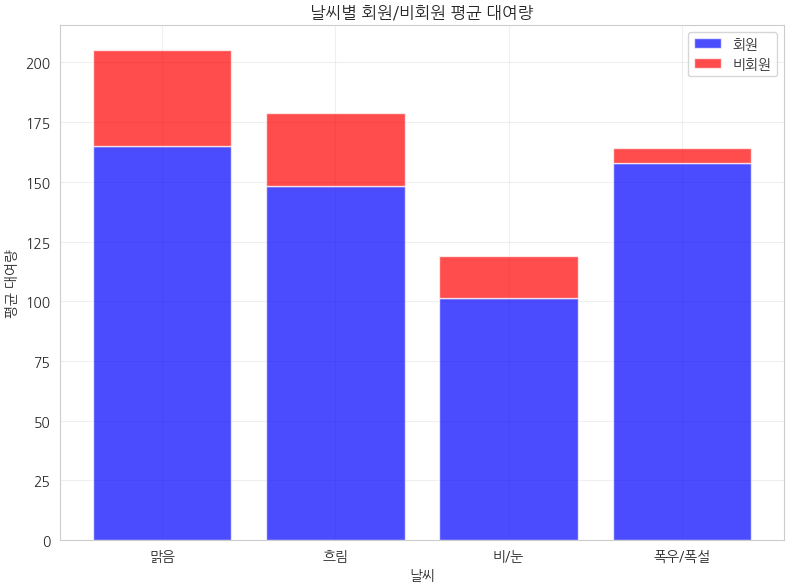 날씨별 회원/비회원 평균 대여량
회원
비회원
평균 대여량
200
175
150
125
100
75
50
25
0
맑음
흐림
비/눈
폭우/폭설
날씨